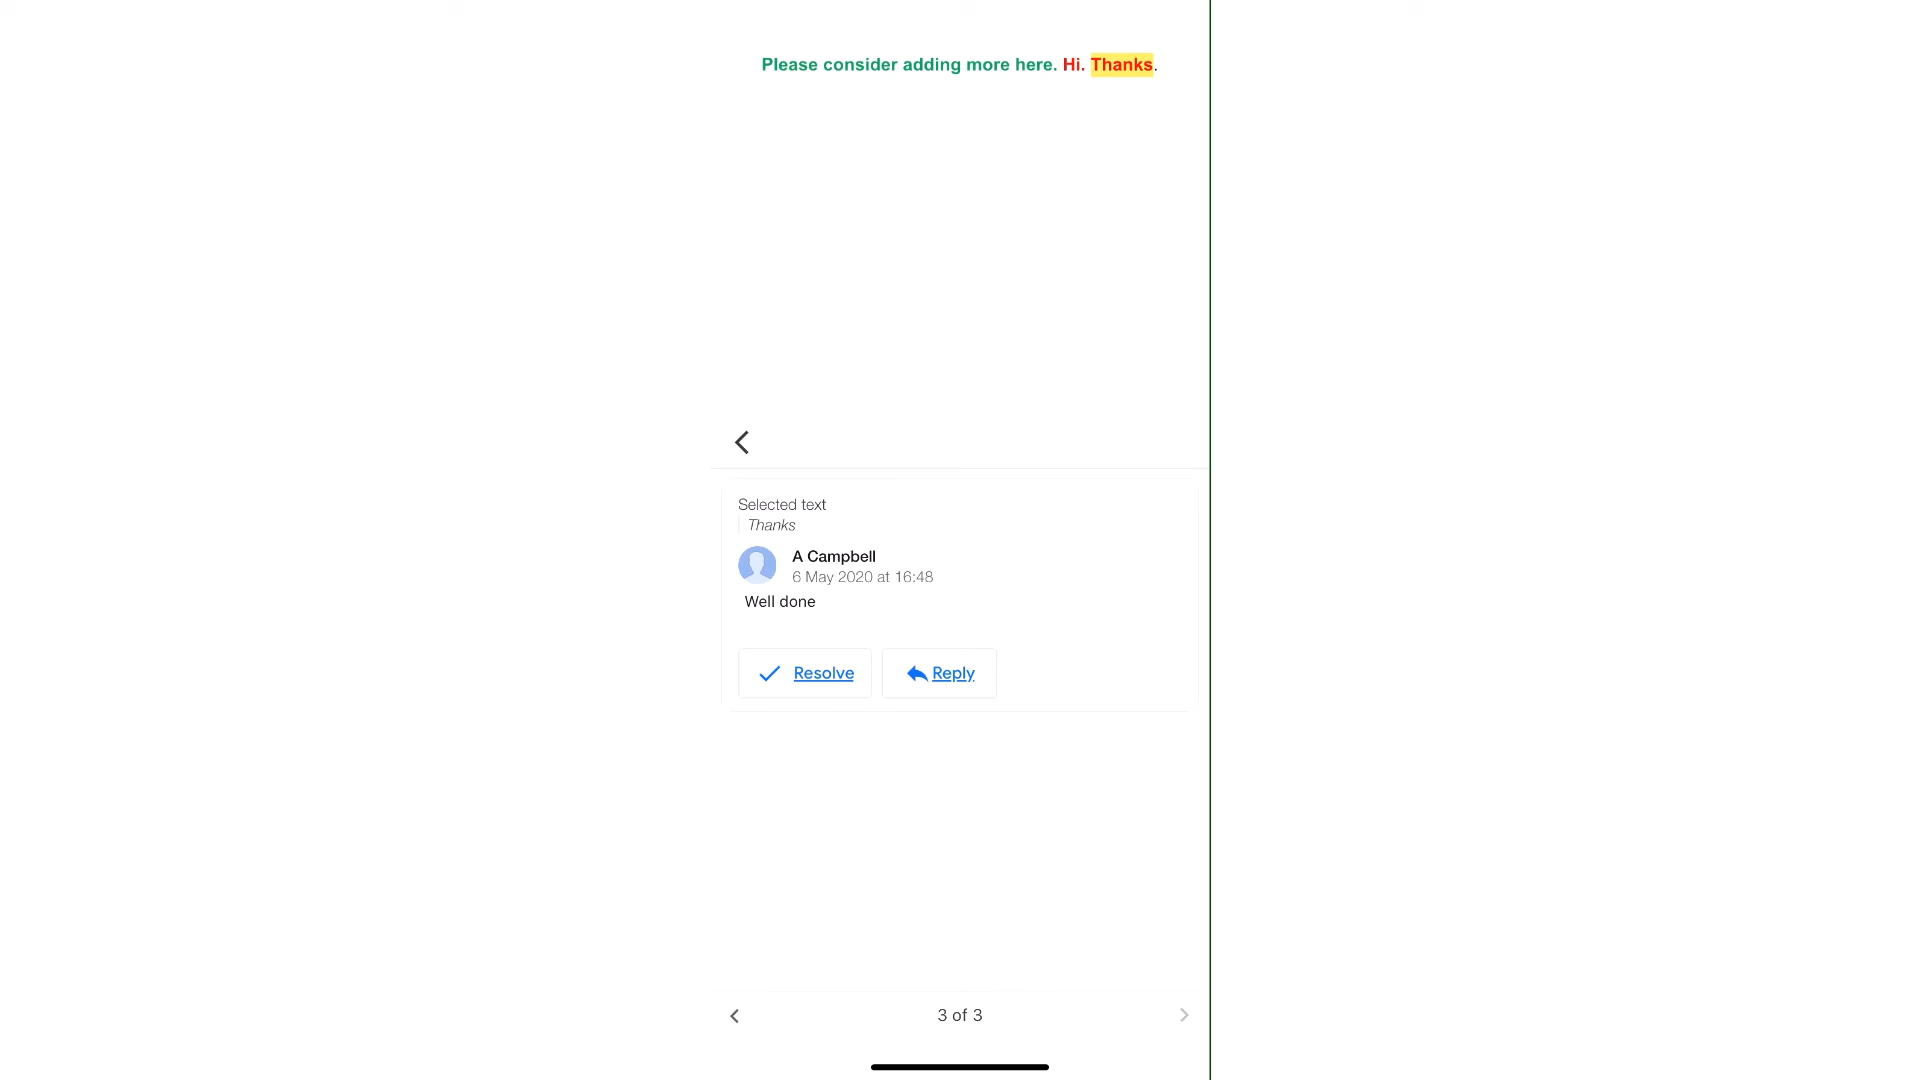 Please consider adding more here. Hi. Thanks.
Selected text
Thanks
A Campbell
6 May 2020 at 16:48
Well done
Resolve Reply
3 of 3